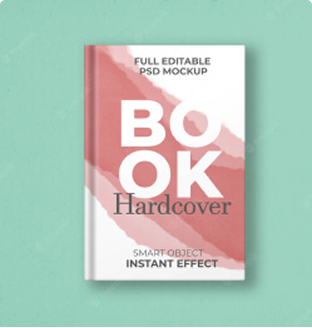 FULL EDITABLE
PSD MOCKUP
BO
OK
Hardcover
SMART OBJECT
INSTANT EFFECT